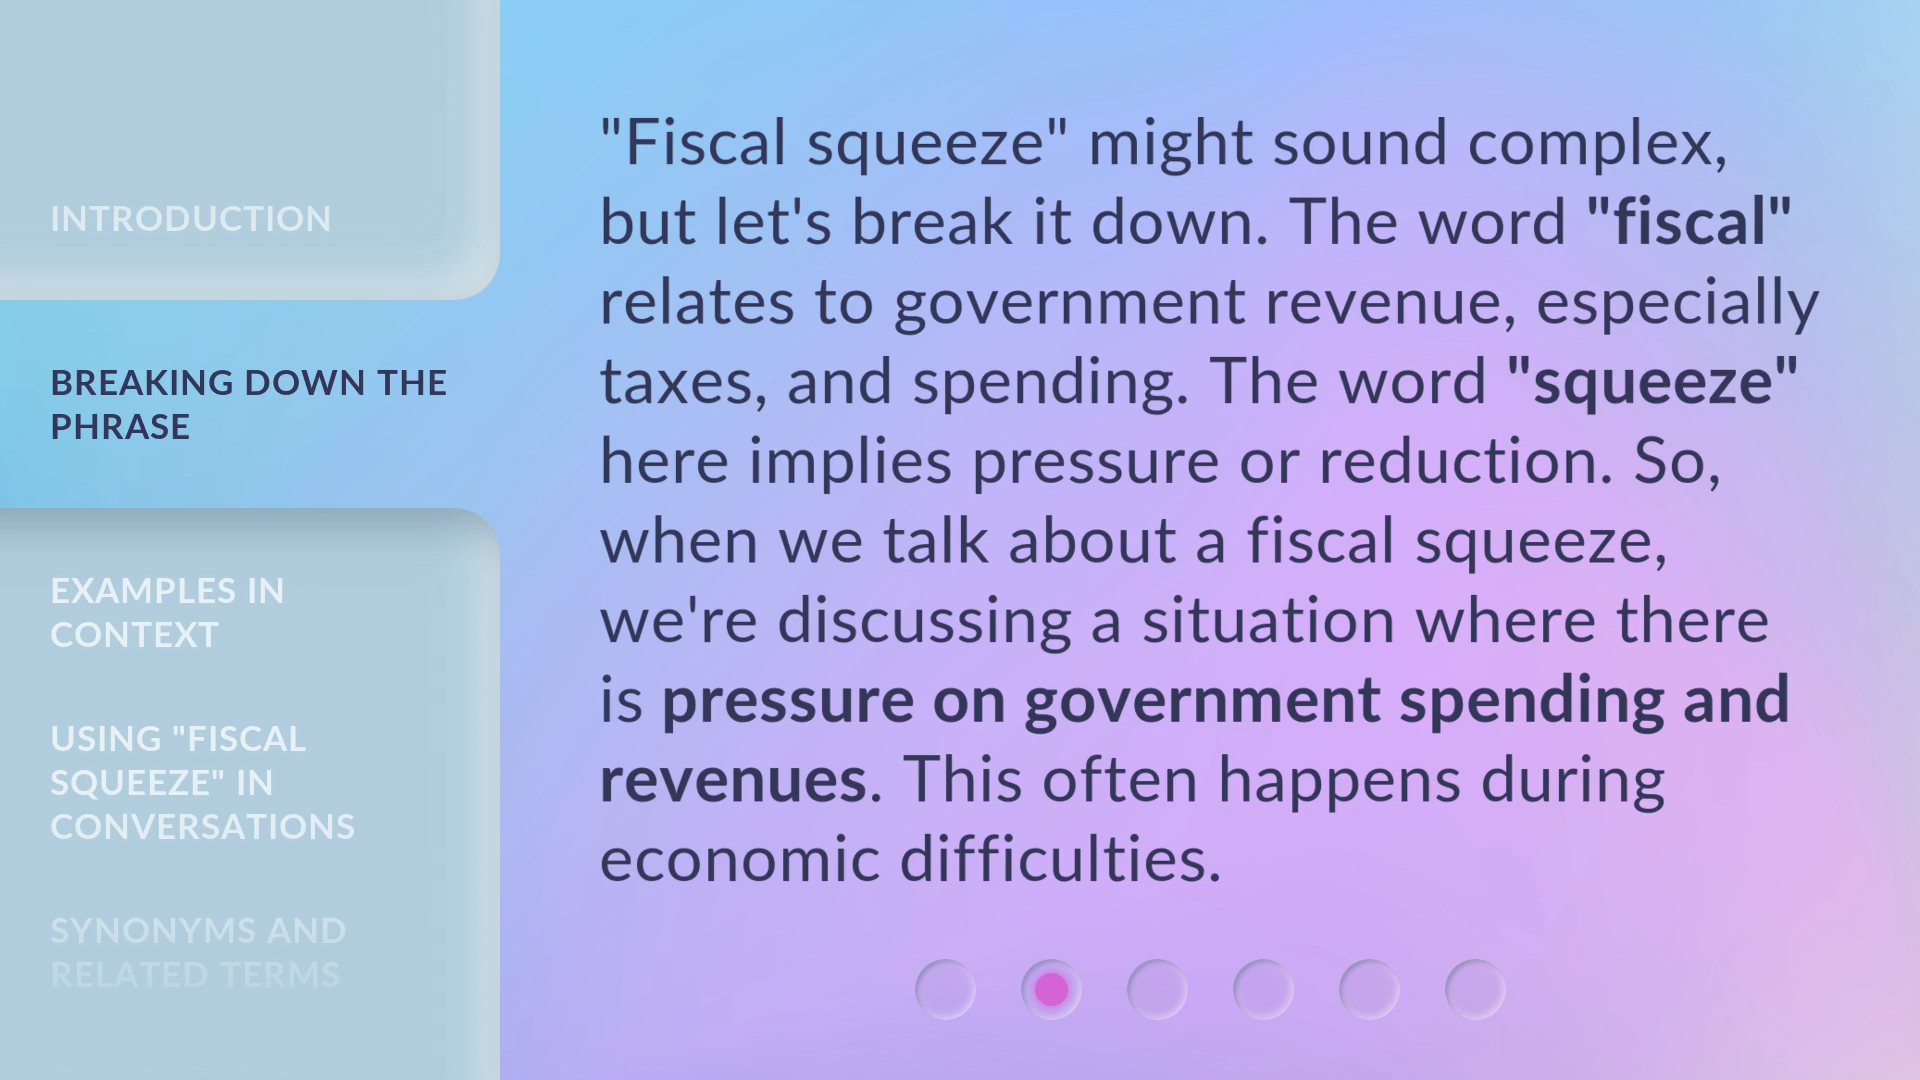 INTRODUCTION
BREAKING DOWN THE
PHRASE
EXAMPLES IN
CONTEXT
USING "FISCAL
SQUEEZE" IN
CONVERSATIONS
SYNONYMS AND
RELATED TERMS
"Fiscal squeeze" might sound complex,
but let's break it down. The word "fiscal"
relates to government revenue, especially
taxes, and spending. The word "squeeze"
here implies pressure or reduction. So,
when we talk about a fiscal squeeze,
we're discussing a situation where there
is pressure on government spending and
revenues. This often happens during
economic difficulties.